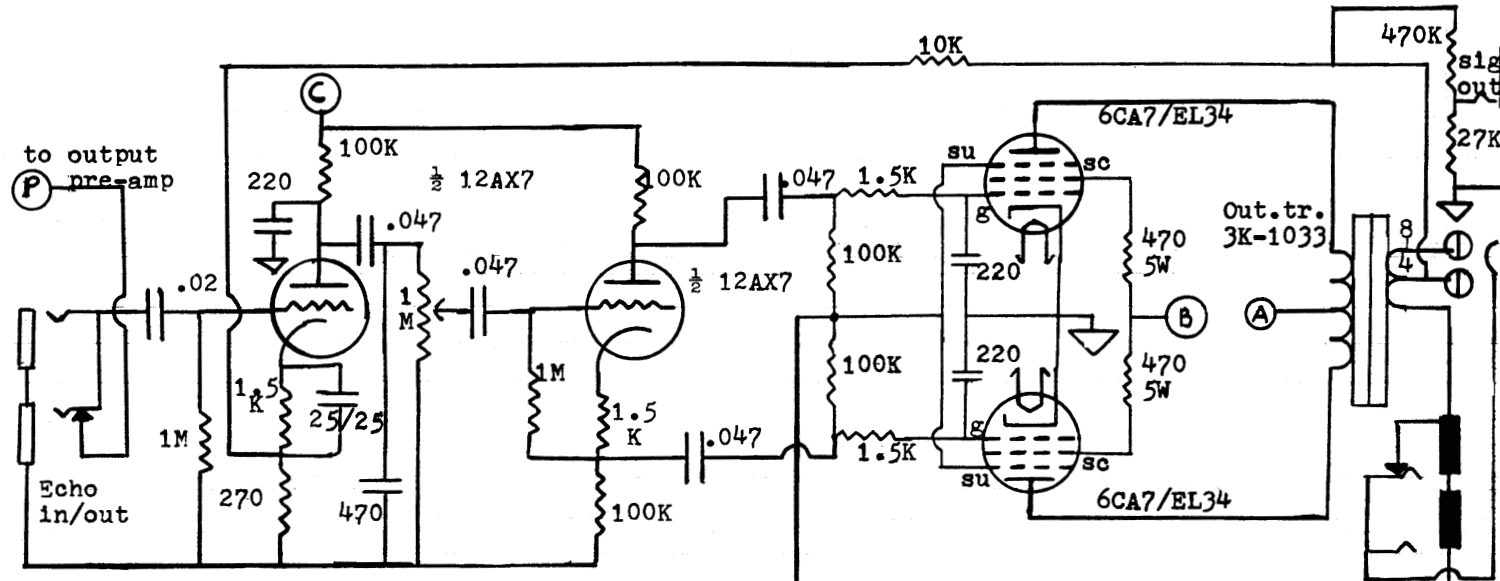 10K
470K
sig
out
C
6CA7/EL34
27K
to output
pre-amp
P
100K
220
½ 12AX7
100K
.047
1.5K
su
sc
g
.047
Out.tr.
3K-1033
8
4
100K
220
470
5W
.02
.047
1
M
½ 12AX7
B
A
1.5
K
25/25
1M
1.5
K
100K
220
470
5W
1M
.047
g
1.5K
su
sc
Echo
in/out
270
470
100K
6CA7/EL34